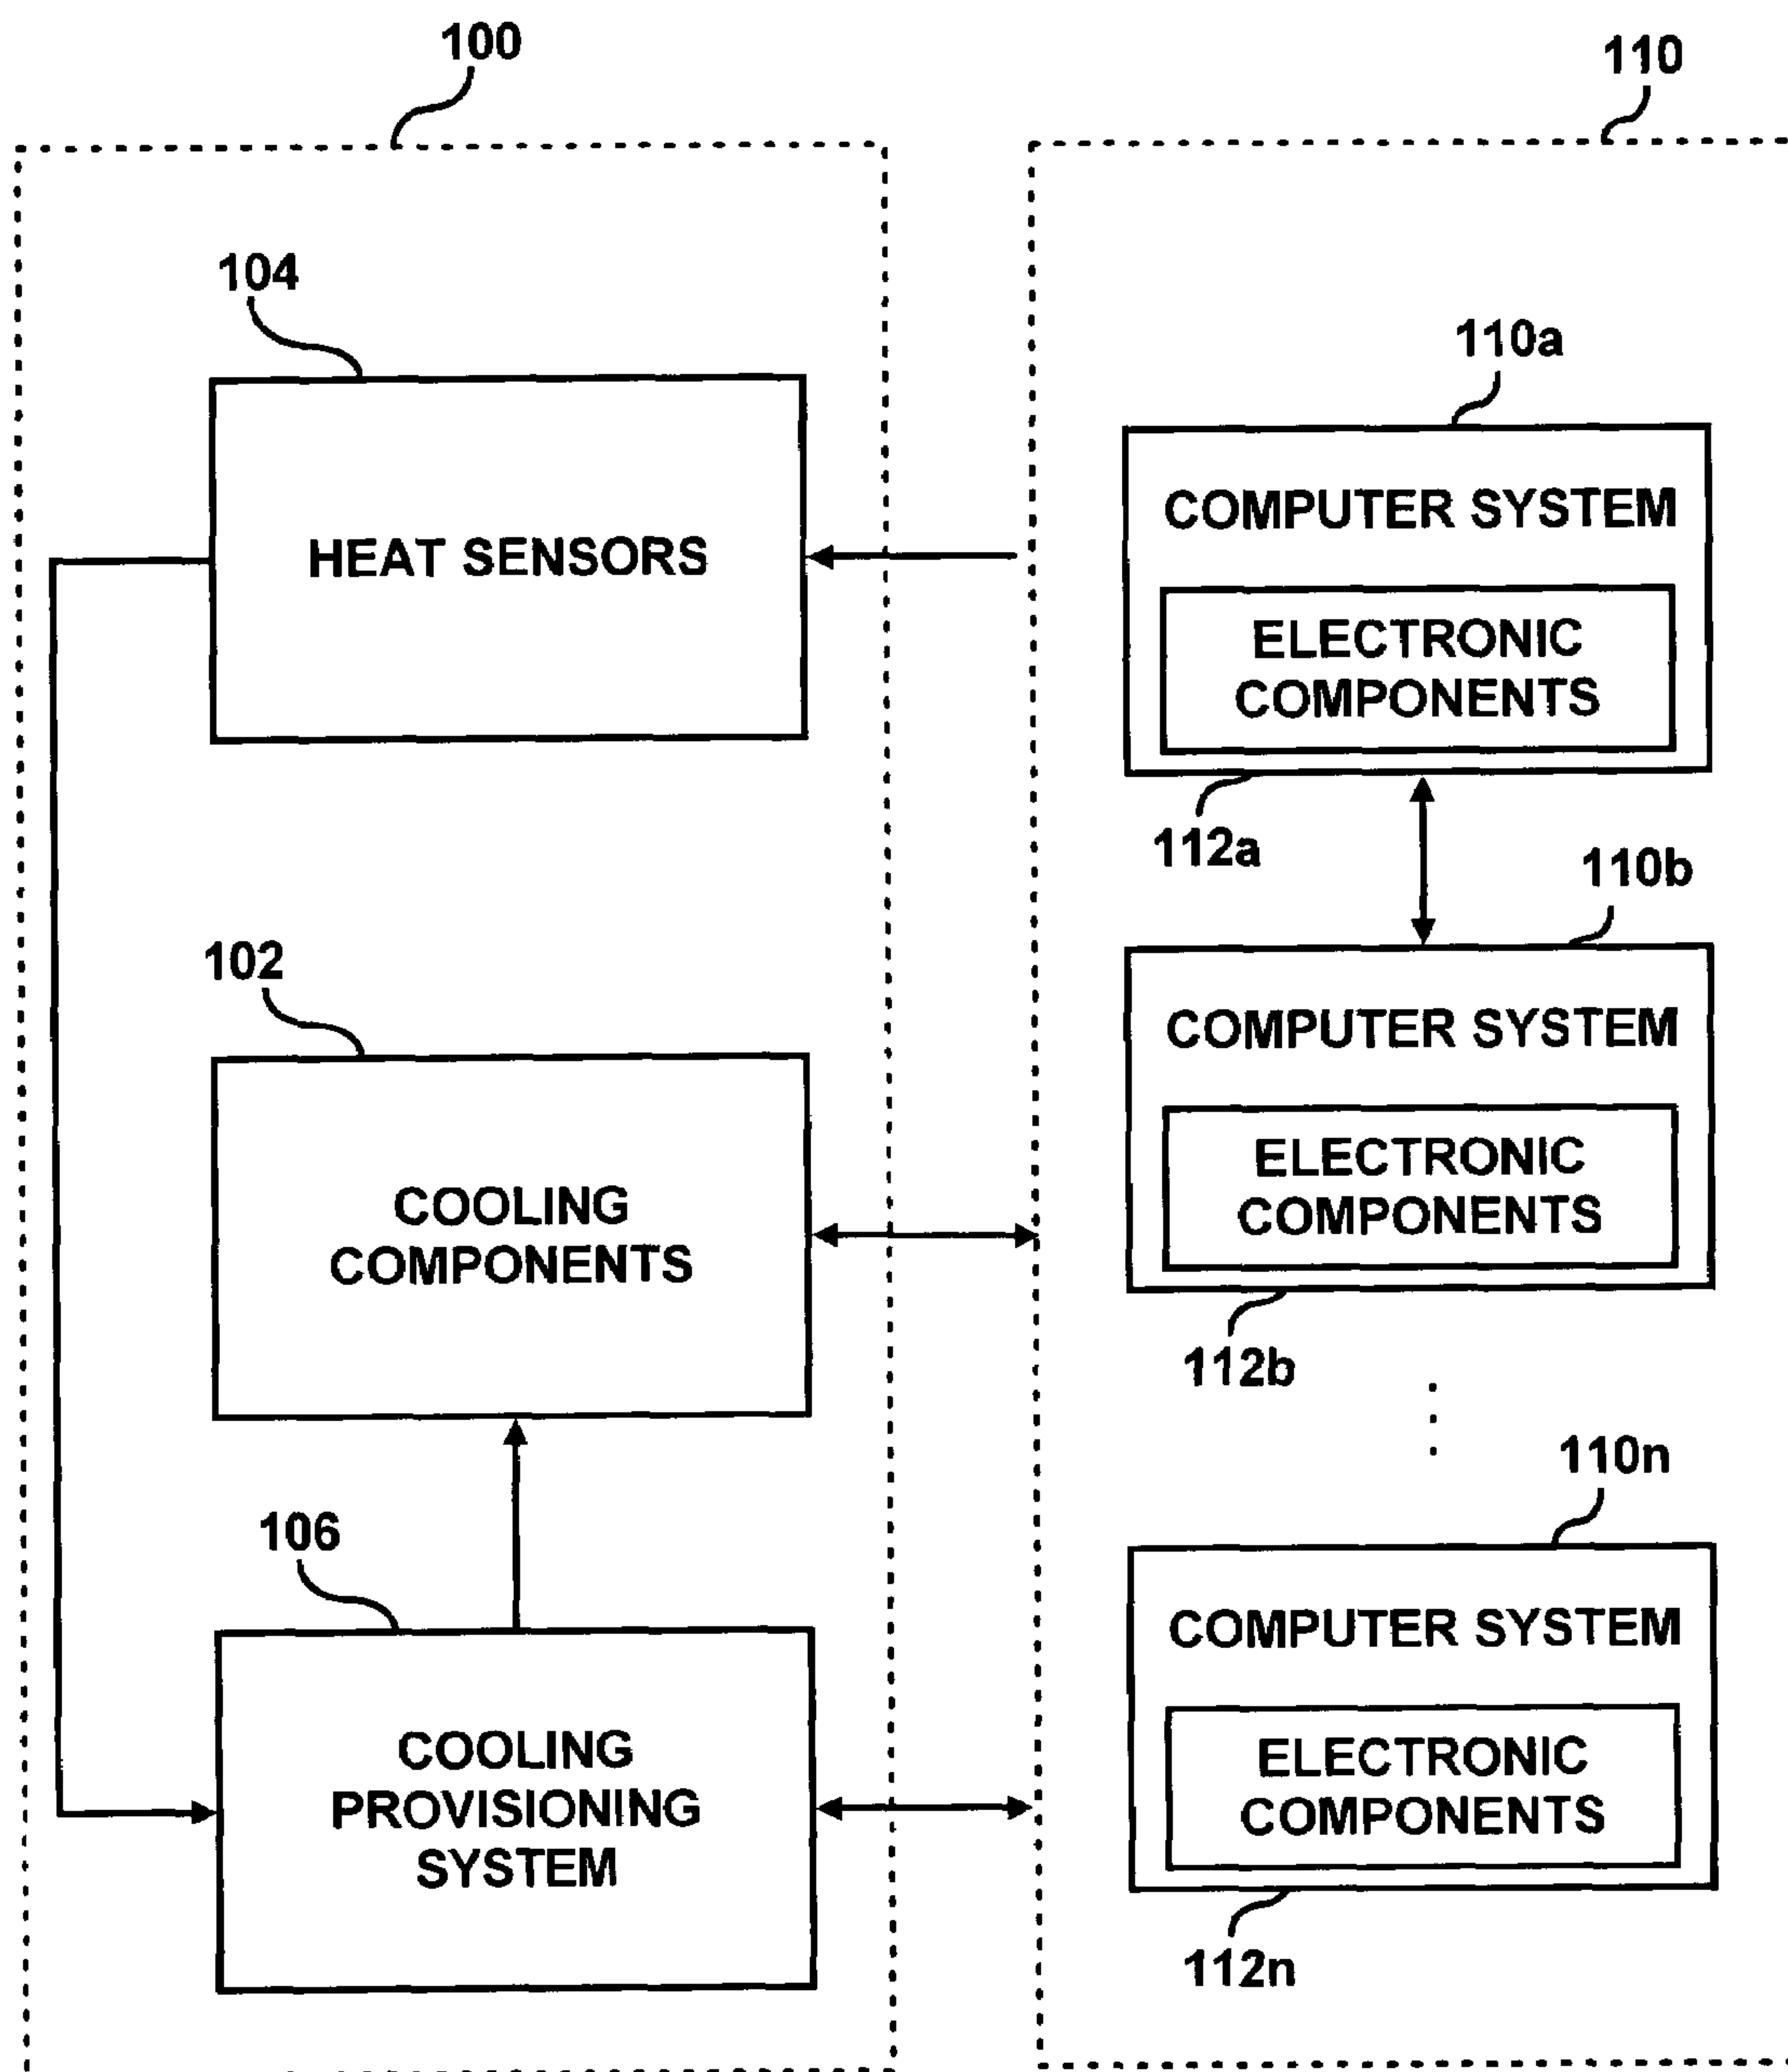 100
110
104
HEAT SENSORS
110a
COMPUTER SYSTEM
ELECTRONIC
COMPONENTS
112a
102
COOLING
COMPONENTS
110b
COMPUTER SYSTEM
ELECTRONIC
COMPONENTS
112b
106
COOLING
PROVISIONING
SYSTEM
110n
COMPUTER SYSTEM
ELECTRONIC
COMPONENTS
112n